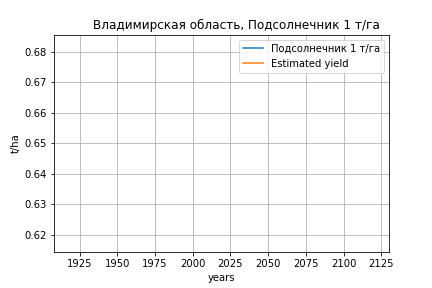 Владимирская область, Подсолнечник 1 т/га
Подсолнечник 1 т/га
Estimated yield
0.68
0.67
0.66
0.65
0.64
0.63
0.62
t/ha
1925 1950 1975 2000 2025 2050 2075 2100 2125
years